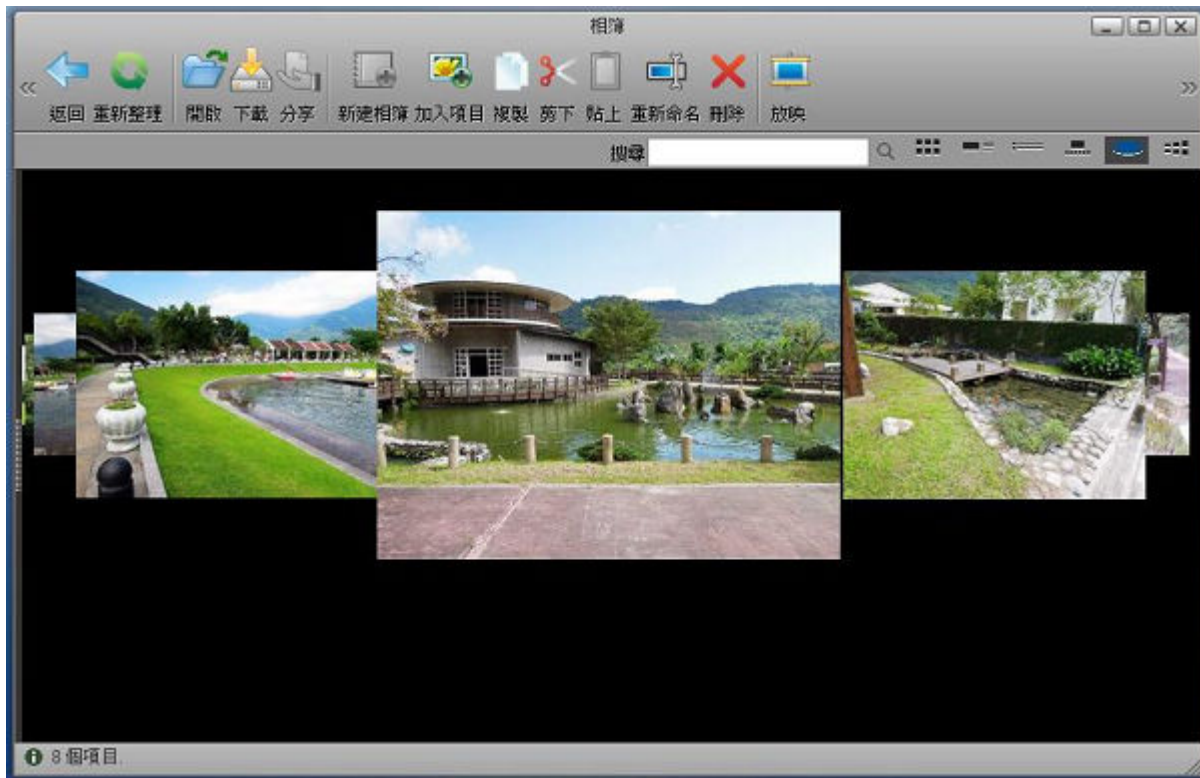 相簿
返回 重新整理 開啟 下載 分享 新建相簿 加入項目 複製 剪下 貼上 重新命名 刪除 放映
搜尋
8 個項目.